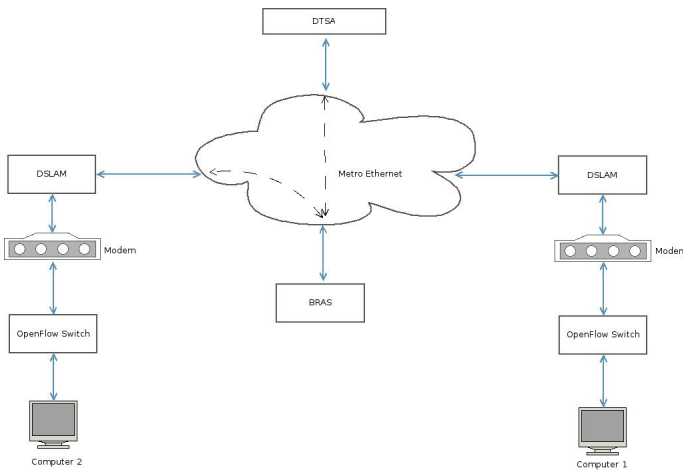 DTSA
Metro Ethernet
DSLAM
DSLAM
Modem
Modem
BRAS
OpenFlow Switch
OpenFlow Switch
Computer 2
Computer 1